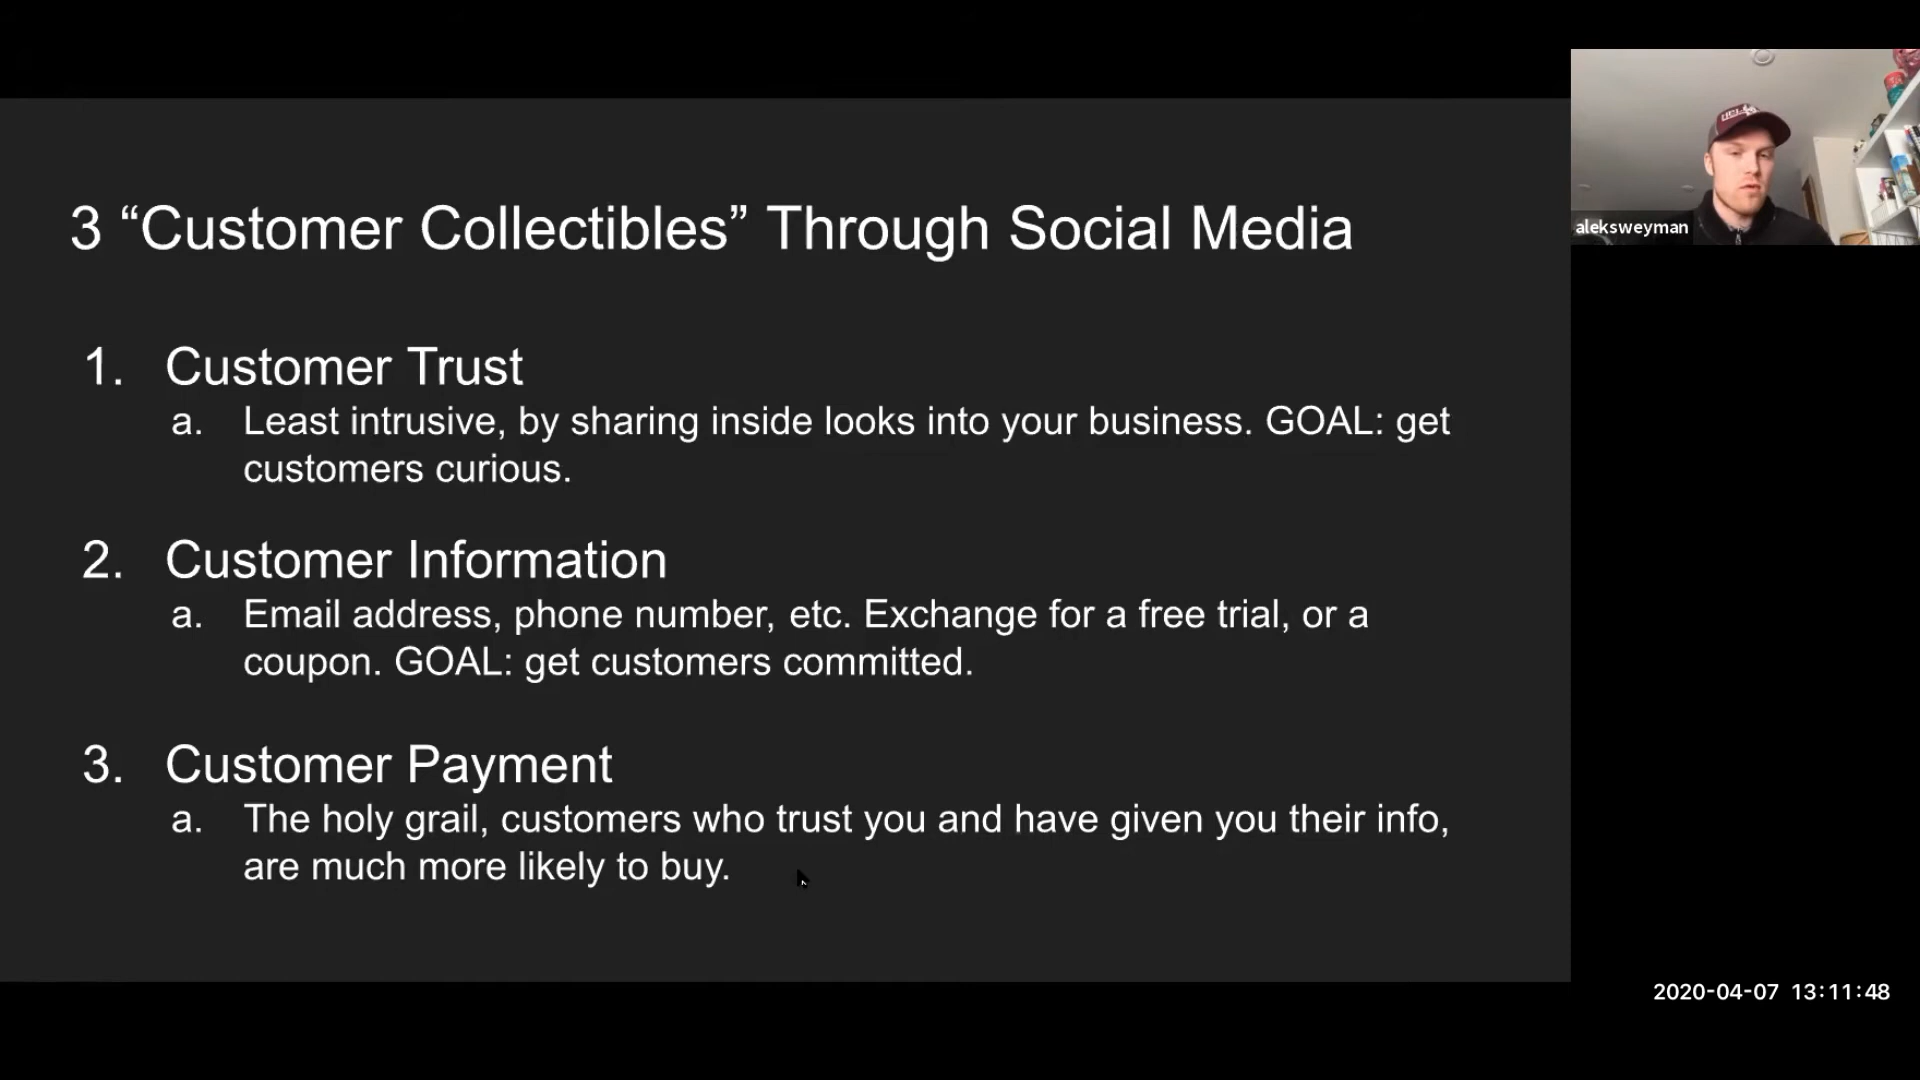 3 “Customer Collectibles” Through Social Media
1. Customer Trust
a. Least intrusive, by sharing inside looks into your business. GOAL: get
customers curious.
2. Customer Information
a. Email address, phone number, etc. Exchange for a free trial, or a
coupon. GOAL: get customers committed.
3. Customer Payment
a. The holy grail, customers who trust you and have given you their info,
are much more likely to buy.
aleksweyman
2020-04-07 13:11:48